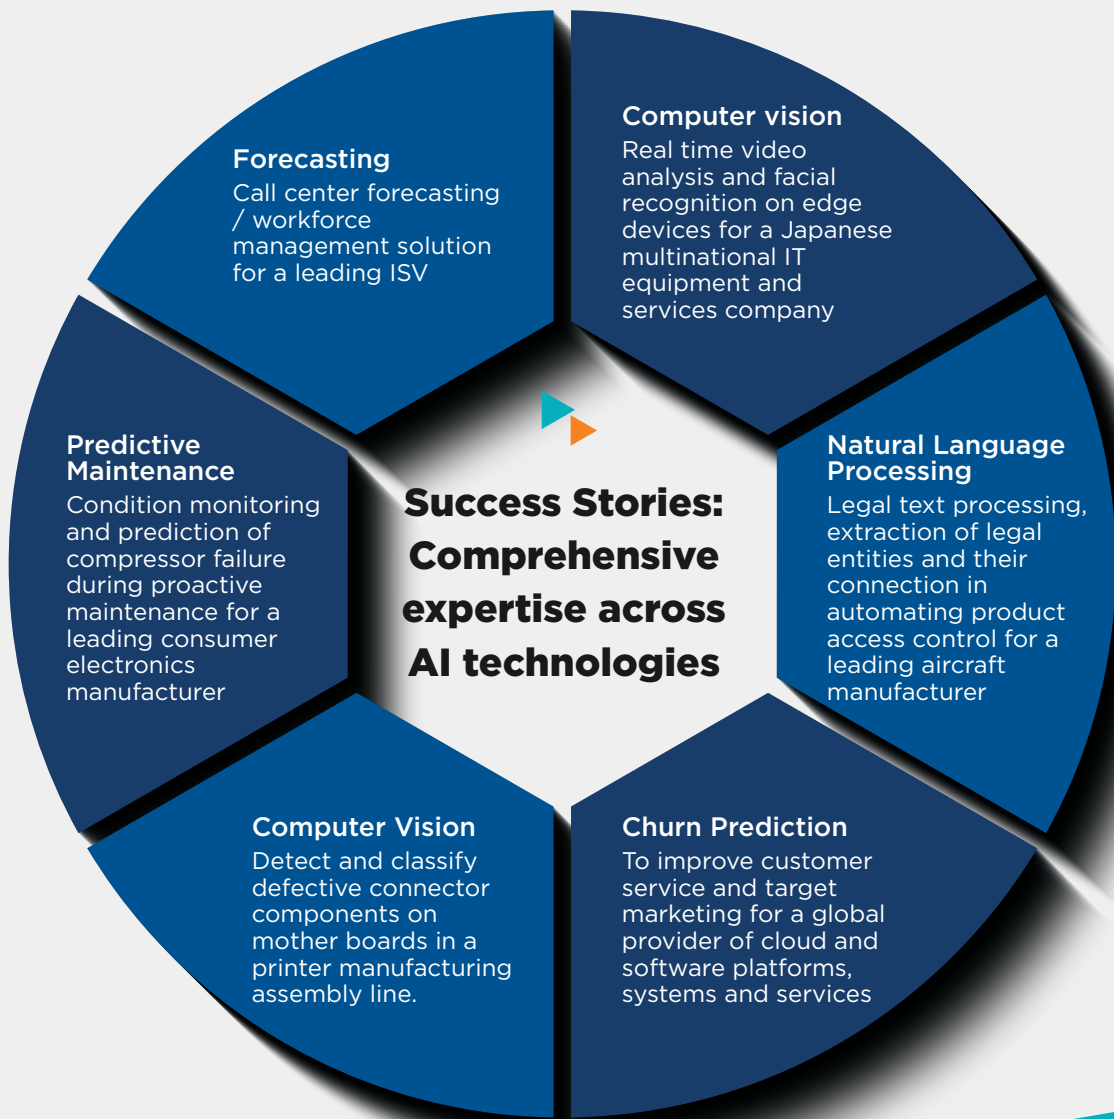 Forecasting
Call center forecasting
/ workforce
management solution
for a leading ISV
Computer vision
Real time video
analysis and facial
recognition on edge
devices for a Japanese
multinational IT
equipment and
services company
Predictive
Maintenance
Condition monitoring
and prediction of
compressor failure
during proactive
maintenance for a
leading consumer
electronics
manufacturer
Success Stories:
Comprehensive
expertise across
AI technologies
Natural Language
Processing
Legal text processing,
extraction of legal
entities and their
connection in
automating product
access control for a
leading aircraft
manufacturer
Computer Vision
Detect and classify
defective connector
components on
mother boards in a
printer manufacturing
assembly line.
Churn Prediction
To improve customer
service and target
marketing for a global
provider of cloud and
software platforms,
systems and services